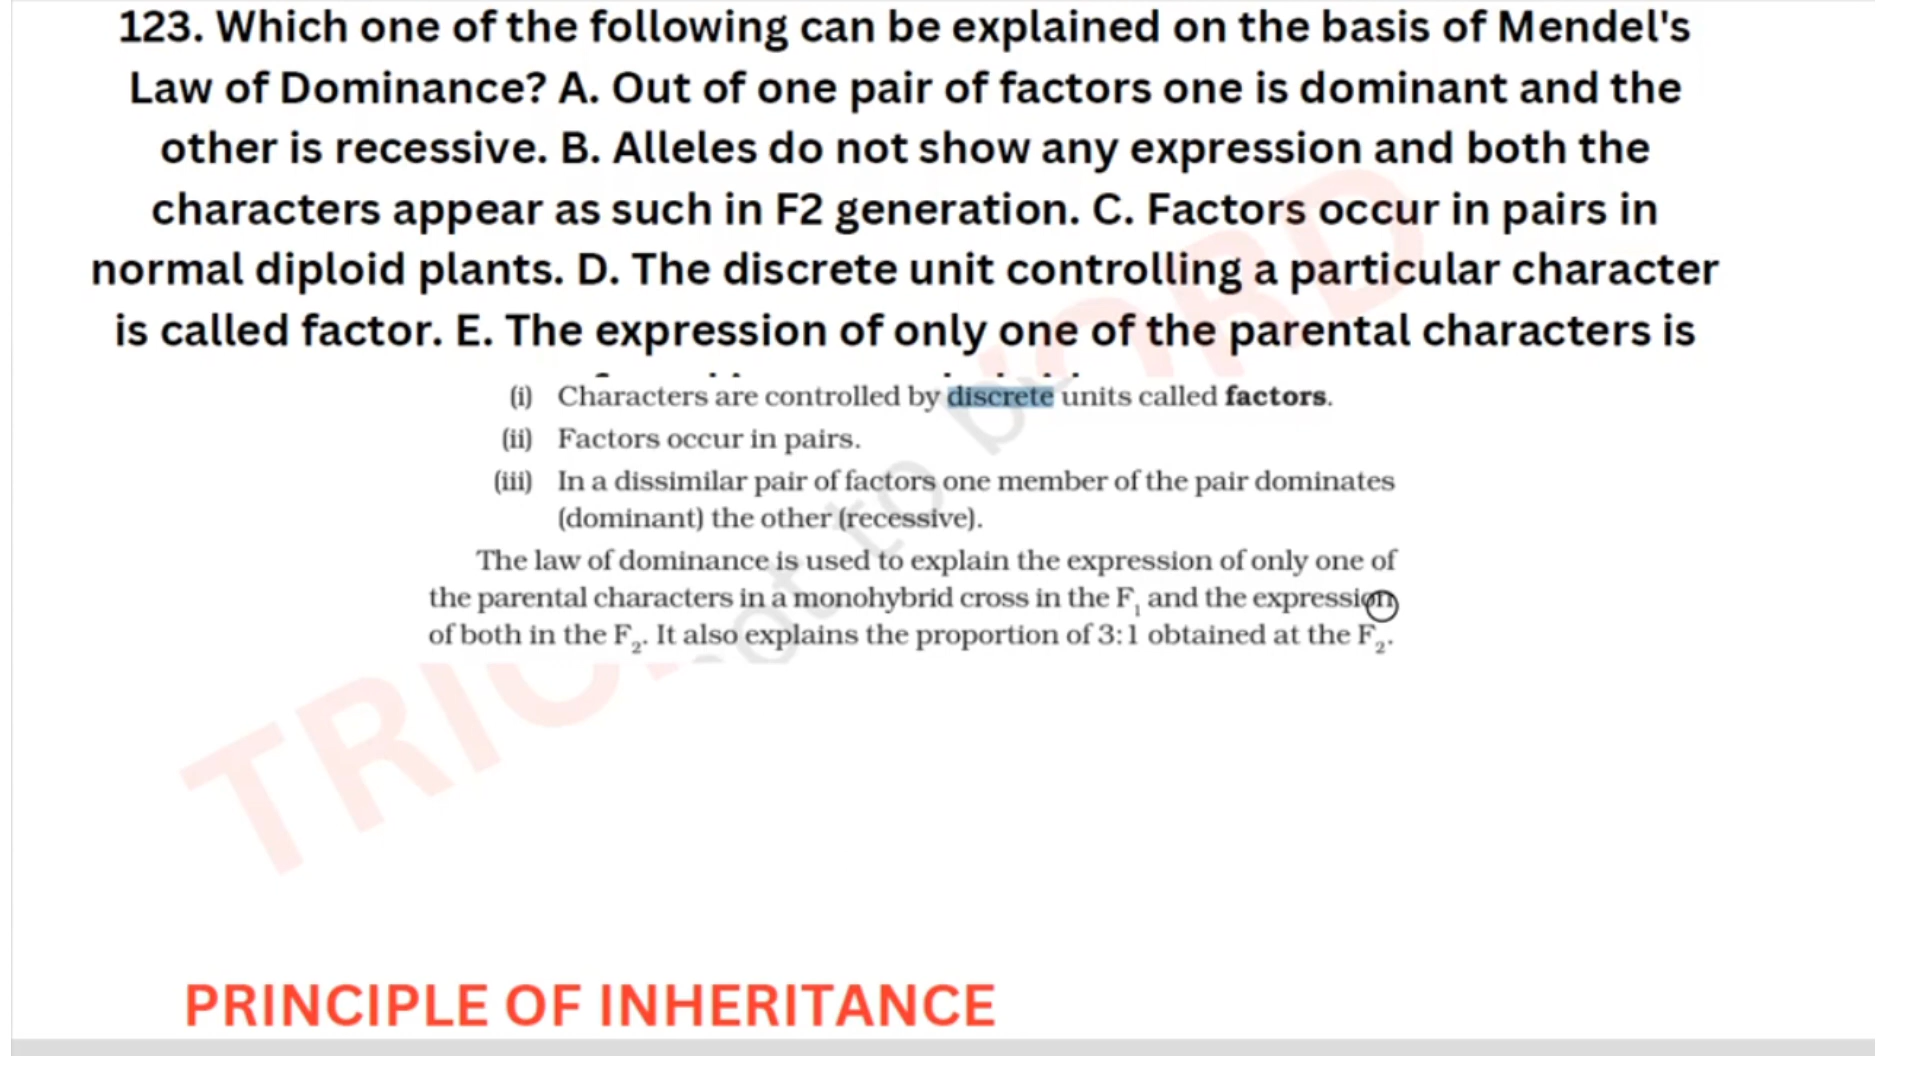 123. Which one of the following can be explained on the basis of Mendel's
Law of Dominance? A. Out of one pair of factors one is dominant and the
other is recessive. B. Alleles do not show any expression and both the
characters appear as such in F2 generation. C. Factors occur in pairs in
normal diploid plants. D. The discrete unit controlling a particular character
is called factor. E. The expression of only one of the parental characters is
(i) Characters are controlled by discrete units called factors.
(ii) Factors occur in pairs.
(iii) In a dissimilar pair of factors one member of the pair dominates
(dominant) the other (recessive).
The law of dominance is used to explain the expression of only one of
the parental characters in a monohybrid cross in the F₁ and the expression
of both in the F₂. It also explains the proportion of 3:1 obtained at the F₂.
not to be
PRINCIPLE OF INHERITANCE